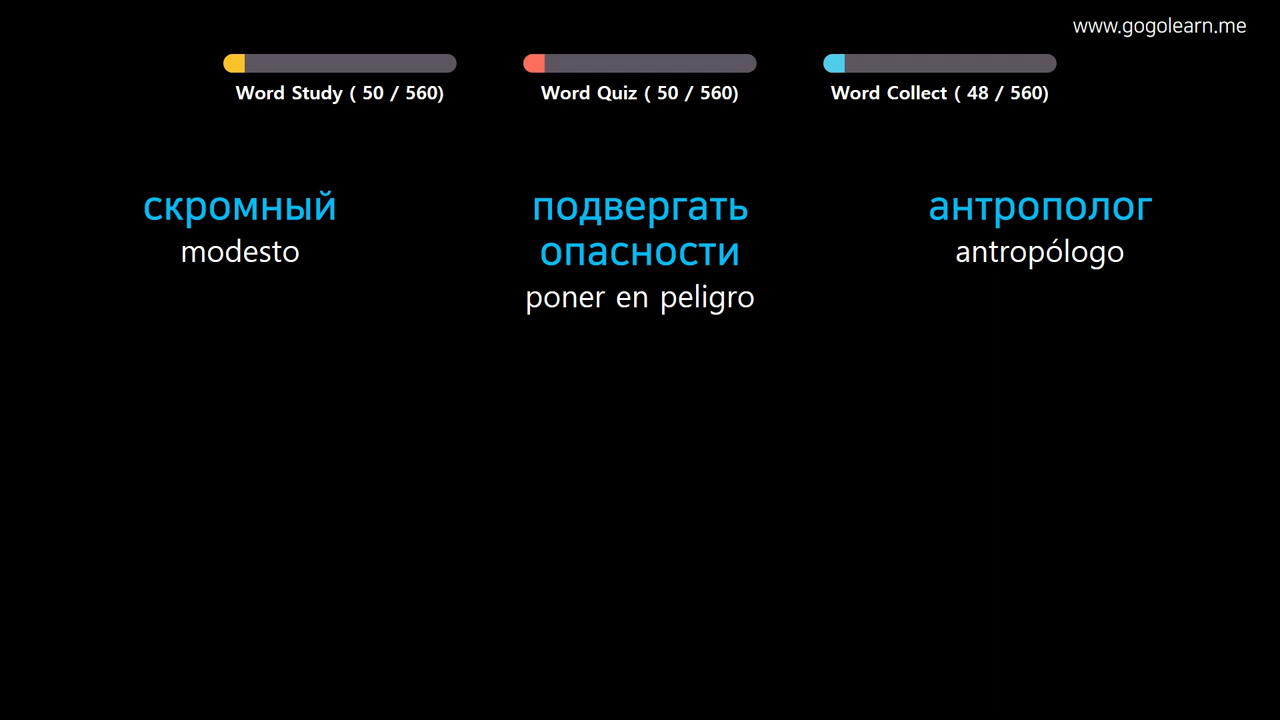 www.gogolearn.me
Word Study ( 50 / 560)
Word Quiz ( 50 / 560)
Word Collect ( 48 / 560)
скромный
modesto
подвергать
опасности
poner en peligro
антрополог
antropólogo